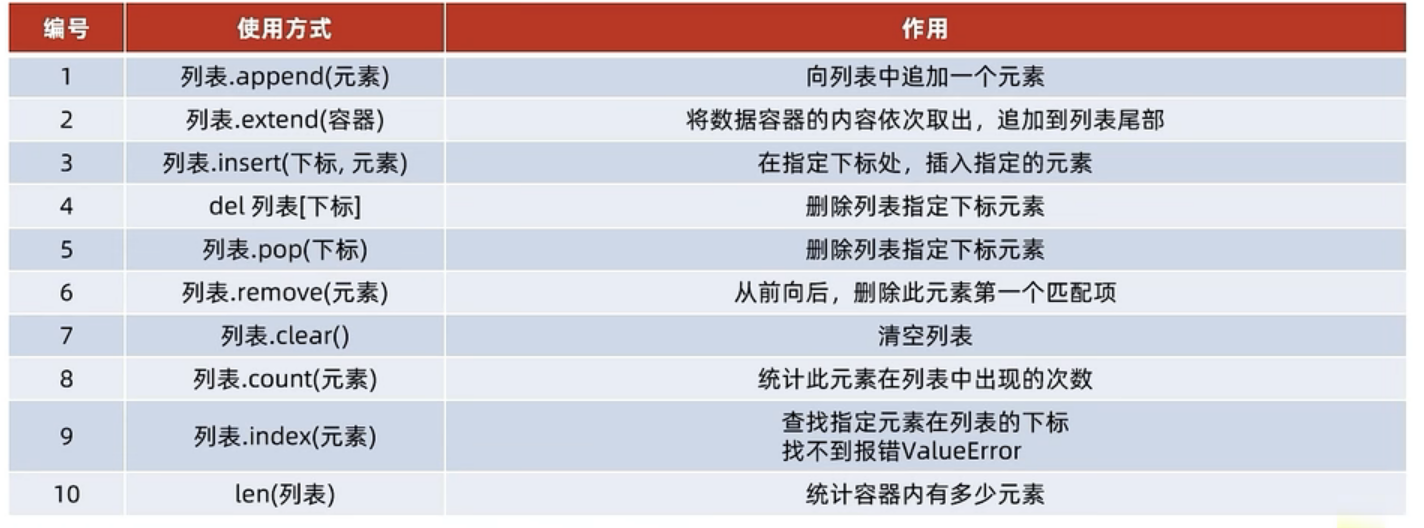 编号 使用方式 作用
1 列表.append(元素) 向列表中追加一个元素
2 列表.extend(容器) 将数据容器的内容依次取出，追加到列表尾部
3 列表.insert(下标, 元素) 在指定下标处，插入指定的元素
4 del 列表[下标] 删除列表指定下标元素
5 列表.pop(下标) 删除列表指定下标元素
6 列表.remove(元素) 从前向后，删除此元素第一个匹配项
7 列表.clear() 清空列表
8 列表.count(元素) 统计此元素在列表中出现的次数
9 列表.index(元素) 查找指定元素在列表的下标
找不到报错ValueError
10 len(列表) 统计容器内有多少元素